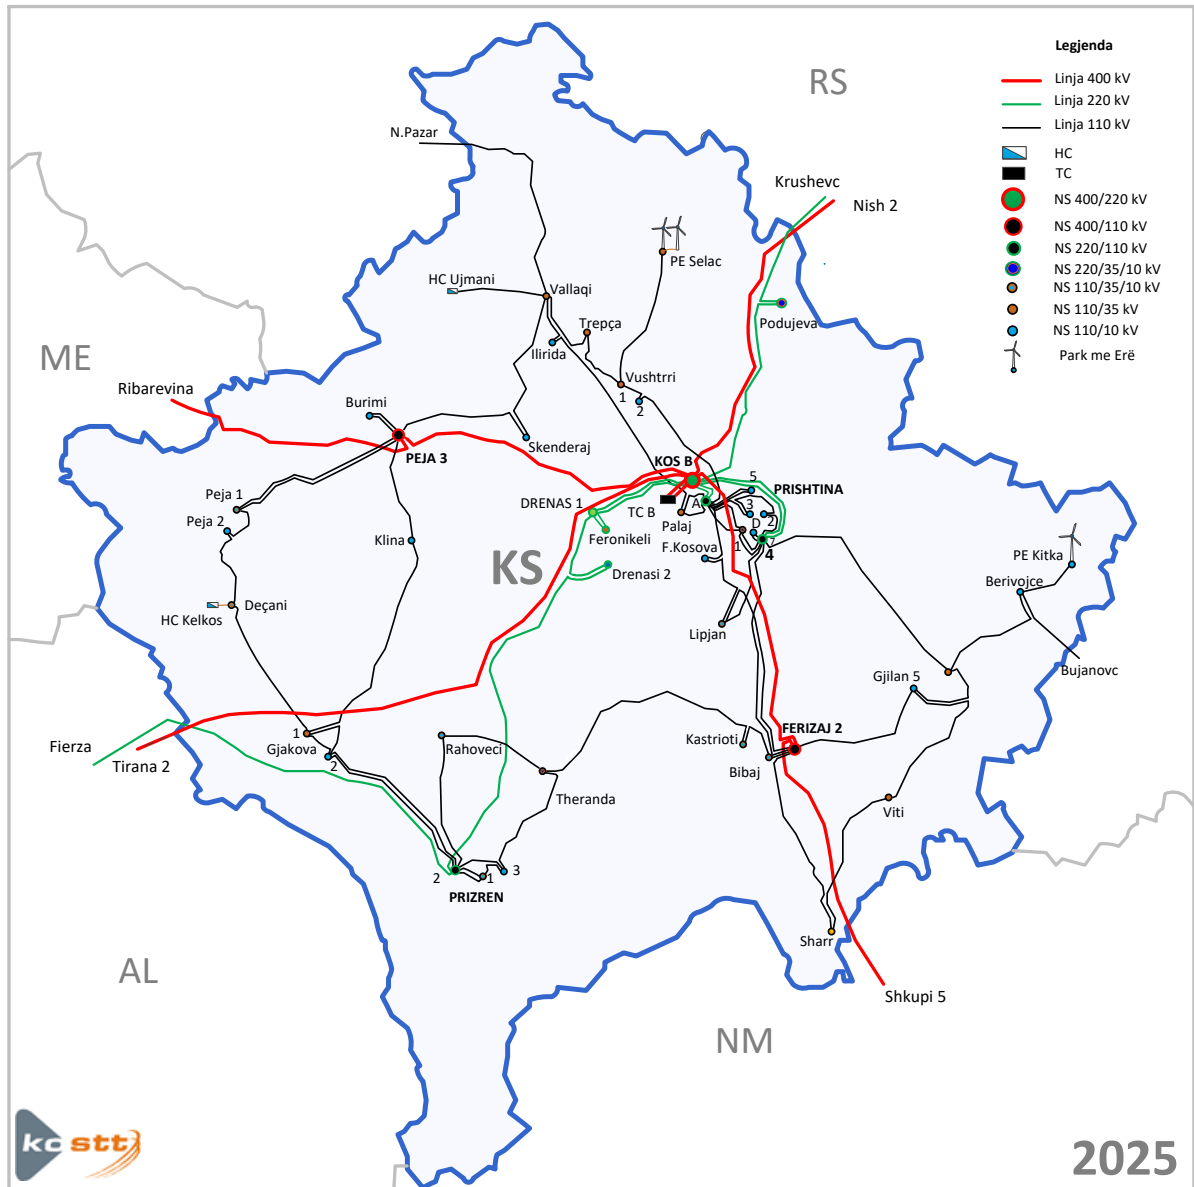 Legjenda
Linja 400 kV
Linja 220 kV
Linja 110 kV
HC
TC
NS 400/220 kV
NS 400/110 kV
NS 220/110 kV
NS 220/35/10 kV
NS 110/35/10 kV
NS 110/35 kV
NS 110/10 kV
Park me Erë
RS
N.Pazar
Krushevc
Nish 2
PE Selac
HC Ujmani
Vallaqi
Podujeva
Trepça
Ilirida
ME
Ribarevina
Vushtrri
1
2
Burimi
Skenderaj
PEJA 3
KOS B
5
PRISHTINA
Peja 1
DRENAS 1
TC B
A
3
2
Peja 2
Palaj
D
Feronikeli
1
7
4
Klina
F.Kosova
KS
Drenasi 2
PE Kitka
Berivojce
Deçani
HC Kelkos
Lipjan
Bujanovc
Gjilan 5
Fierza
1
Gjakova
2
Rahoveci
Kastrioti
FERIZAJ 2
Tirana 2
Bibaj
Theranda
Viti
2
1
3
PRIZREN
Sharr
AL
Shkupi 5
NM
kostt
2025